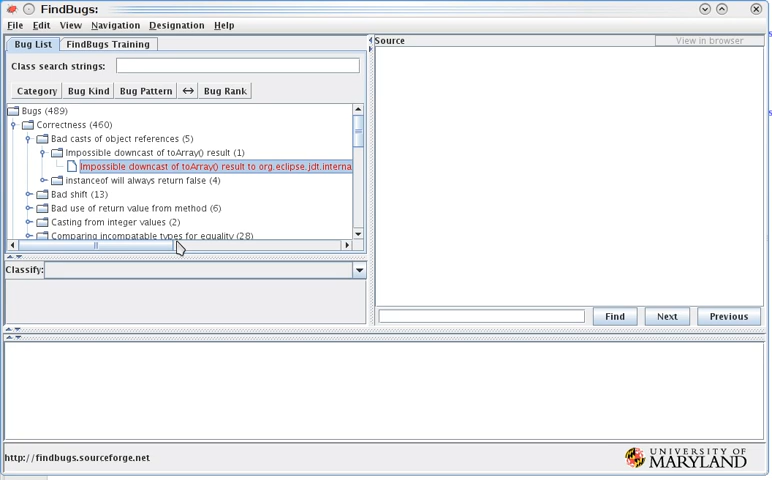 FindBugs:
File Edit View Navigation Designation Help
Bug List FindBugs Training
Class search strings:
Category Bug Kind Bug Pattern ↔ Bug Rank
Bugs (489)
Correctness (460)
Bad casts of object references (5)
Impossible downcast of toArray() result (1)
Impossible downcast of toArray() result to org.eclipse.jdt.interna
instanceof will always return false (4)
Bad shift (13)
Bad use of return value from method (6)
Casting from integer values (2)
Comparing incompatable types for equality (28)
Classify:
Source View in browser
Find Next Previous
http://findbugs.sourceforge.net
UNIVERSITY OF
MARYLAND